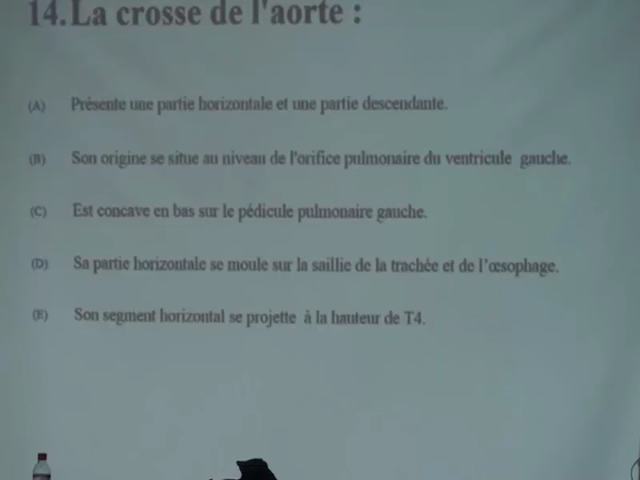 14. La crosse de l'aorte :
(A) Présente une partie horizontale et une partie descendante.
(B) Son origine se situe au niveau de l'orifice pulmonaire du ventricule gauche.
(C) Est concave en bas sur le pédicule pulmonaire gauche.
(D) Sa partie horizontale se moule sur la saillie de la trachée et de l'œsophage.
(E) Son segment horizontal se projette à la hauteur de T4.